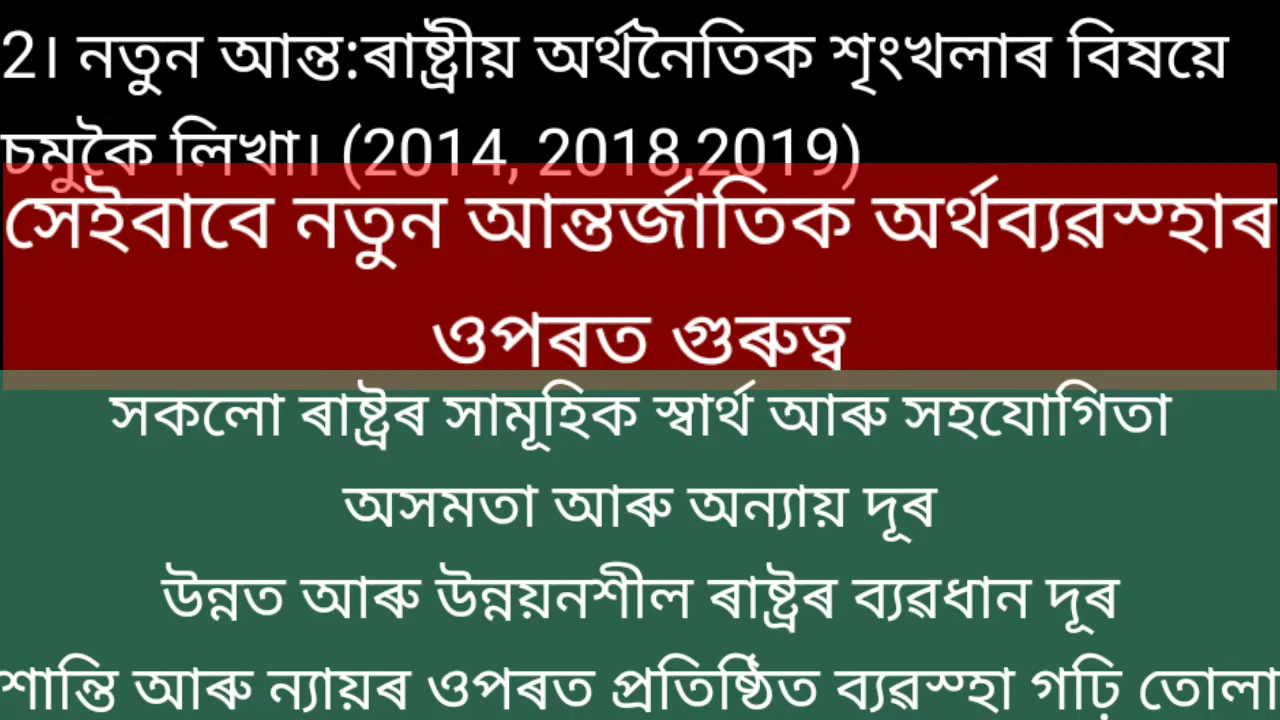 2। নতুন আন্ত:ৰাষ্ট্ৰীয় অৰ্থনৈতিক শৃংখলাৰ বিষয়ে
চমুকৈ লিখা। (2014, 2018,2019)
সেইবাবে নতুন আন্তৰ্জাতিক অৰ্থব্যৱস্হাৰ
ওপৰত গুৰুত্ব
সকলো ৰাষ্ট্ৰৰ সামূহিক স্বাৰ্থ আৰু সহযোগিতা
অসমতা আৰু অন্যায় দূৰ
উন্নত আৰু উন্নয়নশীল ৰাষ্ট্ৰৰ ব্যৱধান দূৰ
শান্তি আৰু ন্যায়ৰ ওপৰত প্ৰতিষ্ঠিত ব্যৱস্হা গঢ়ি তোলা